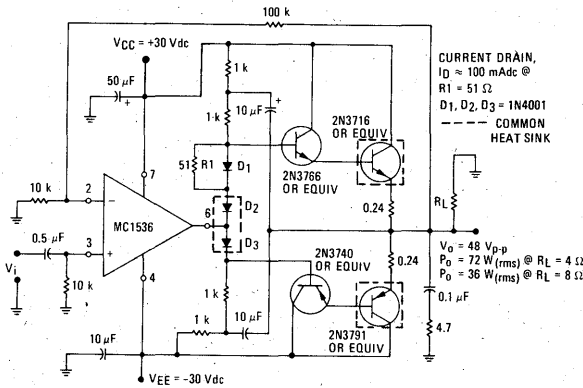 100 k
VCC = +30 Vdc
50 μF
+
1 k
1 k
10 μF
+
CURRENT DRAIN,
ID ≈ 100 mAdc @
R1 = 51 Ω
D1, D2, D3 = 1N4001
COMMON
HEAT SINK
2N3716
OR EQUIV
51
R1
D1
2N3766
OR EQUIV
10 k
2
−
7
MC1536
6
D2
D3
0.24
RL
0.5 μF
3
+
4
Vi
10 k
2N3740
OR EQUIV
0.24
Vo = 48 Vp-p
Po = 72 W(rms) @ RL = 4 Ω
Po = 36 W(rms) @ RL = 8 Ω
1 k
1 k
10 μF
0.1 μF
4.7
10 μF
2N3791
OR EQUIV
VEE = −30 Vdc